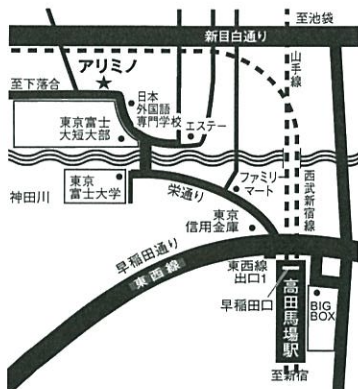 至池袋
新目白通り
アリミノ
★
至下落合
日本
外国語
専門学校
エステー
山手線
東京富士
大短大部
西武新宿線
神田川
東京
富士大学
栄通り
ファミリー
マート
東京
信用金庫
早稲田通り
東西線
東西線
出口1
早稲田口
高田馬場駅
BIG
BOX
至新宿